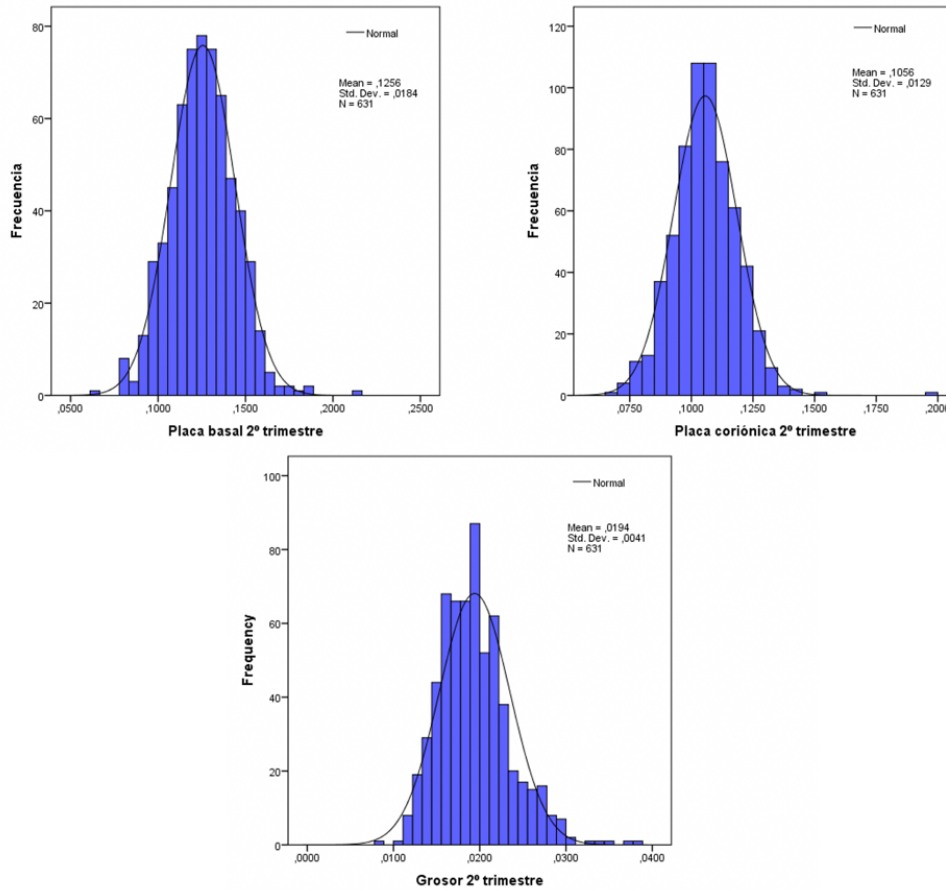 80
60
40
20
0
Frecuencia
Normal
Mean = ,1256
Std. Dev. = ,0184
N = 631
,0500
,1000
,1500
,2000
,2500
Placa basal 2º trimestre
120
100
80
60
40
20
0
Frecuencia
Normal
Mean = ,1056
Std. Dev. = ,0129
N = 631
,0750
,1000
,1250
,1500
,1750
,2000
Placa coriónica 2º trimestre
100
80
60
40
20
0
Frequency
Normal
Mean = ,0194
Std. Dev. = ,0041
N = 631
,0000
,0100
,0200
,0300
,0400
Grosor 2º trimestre